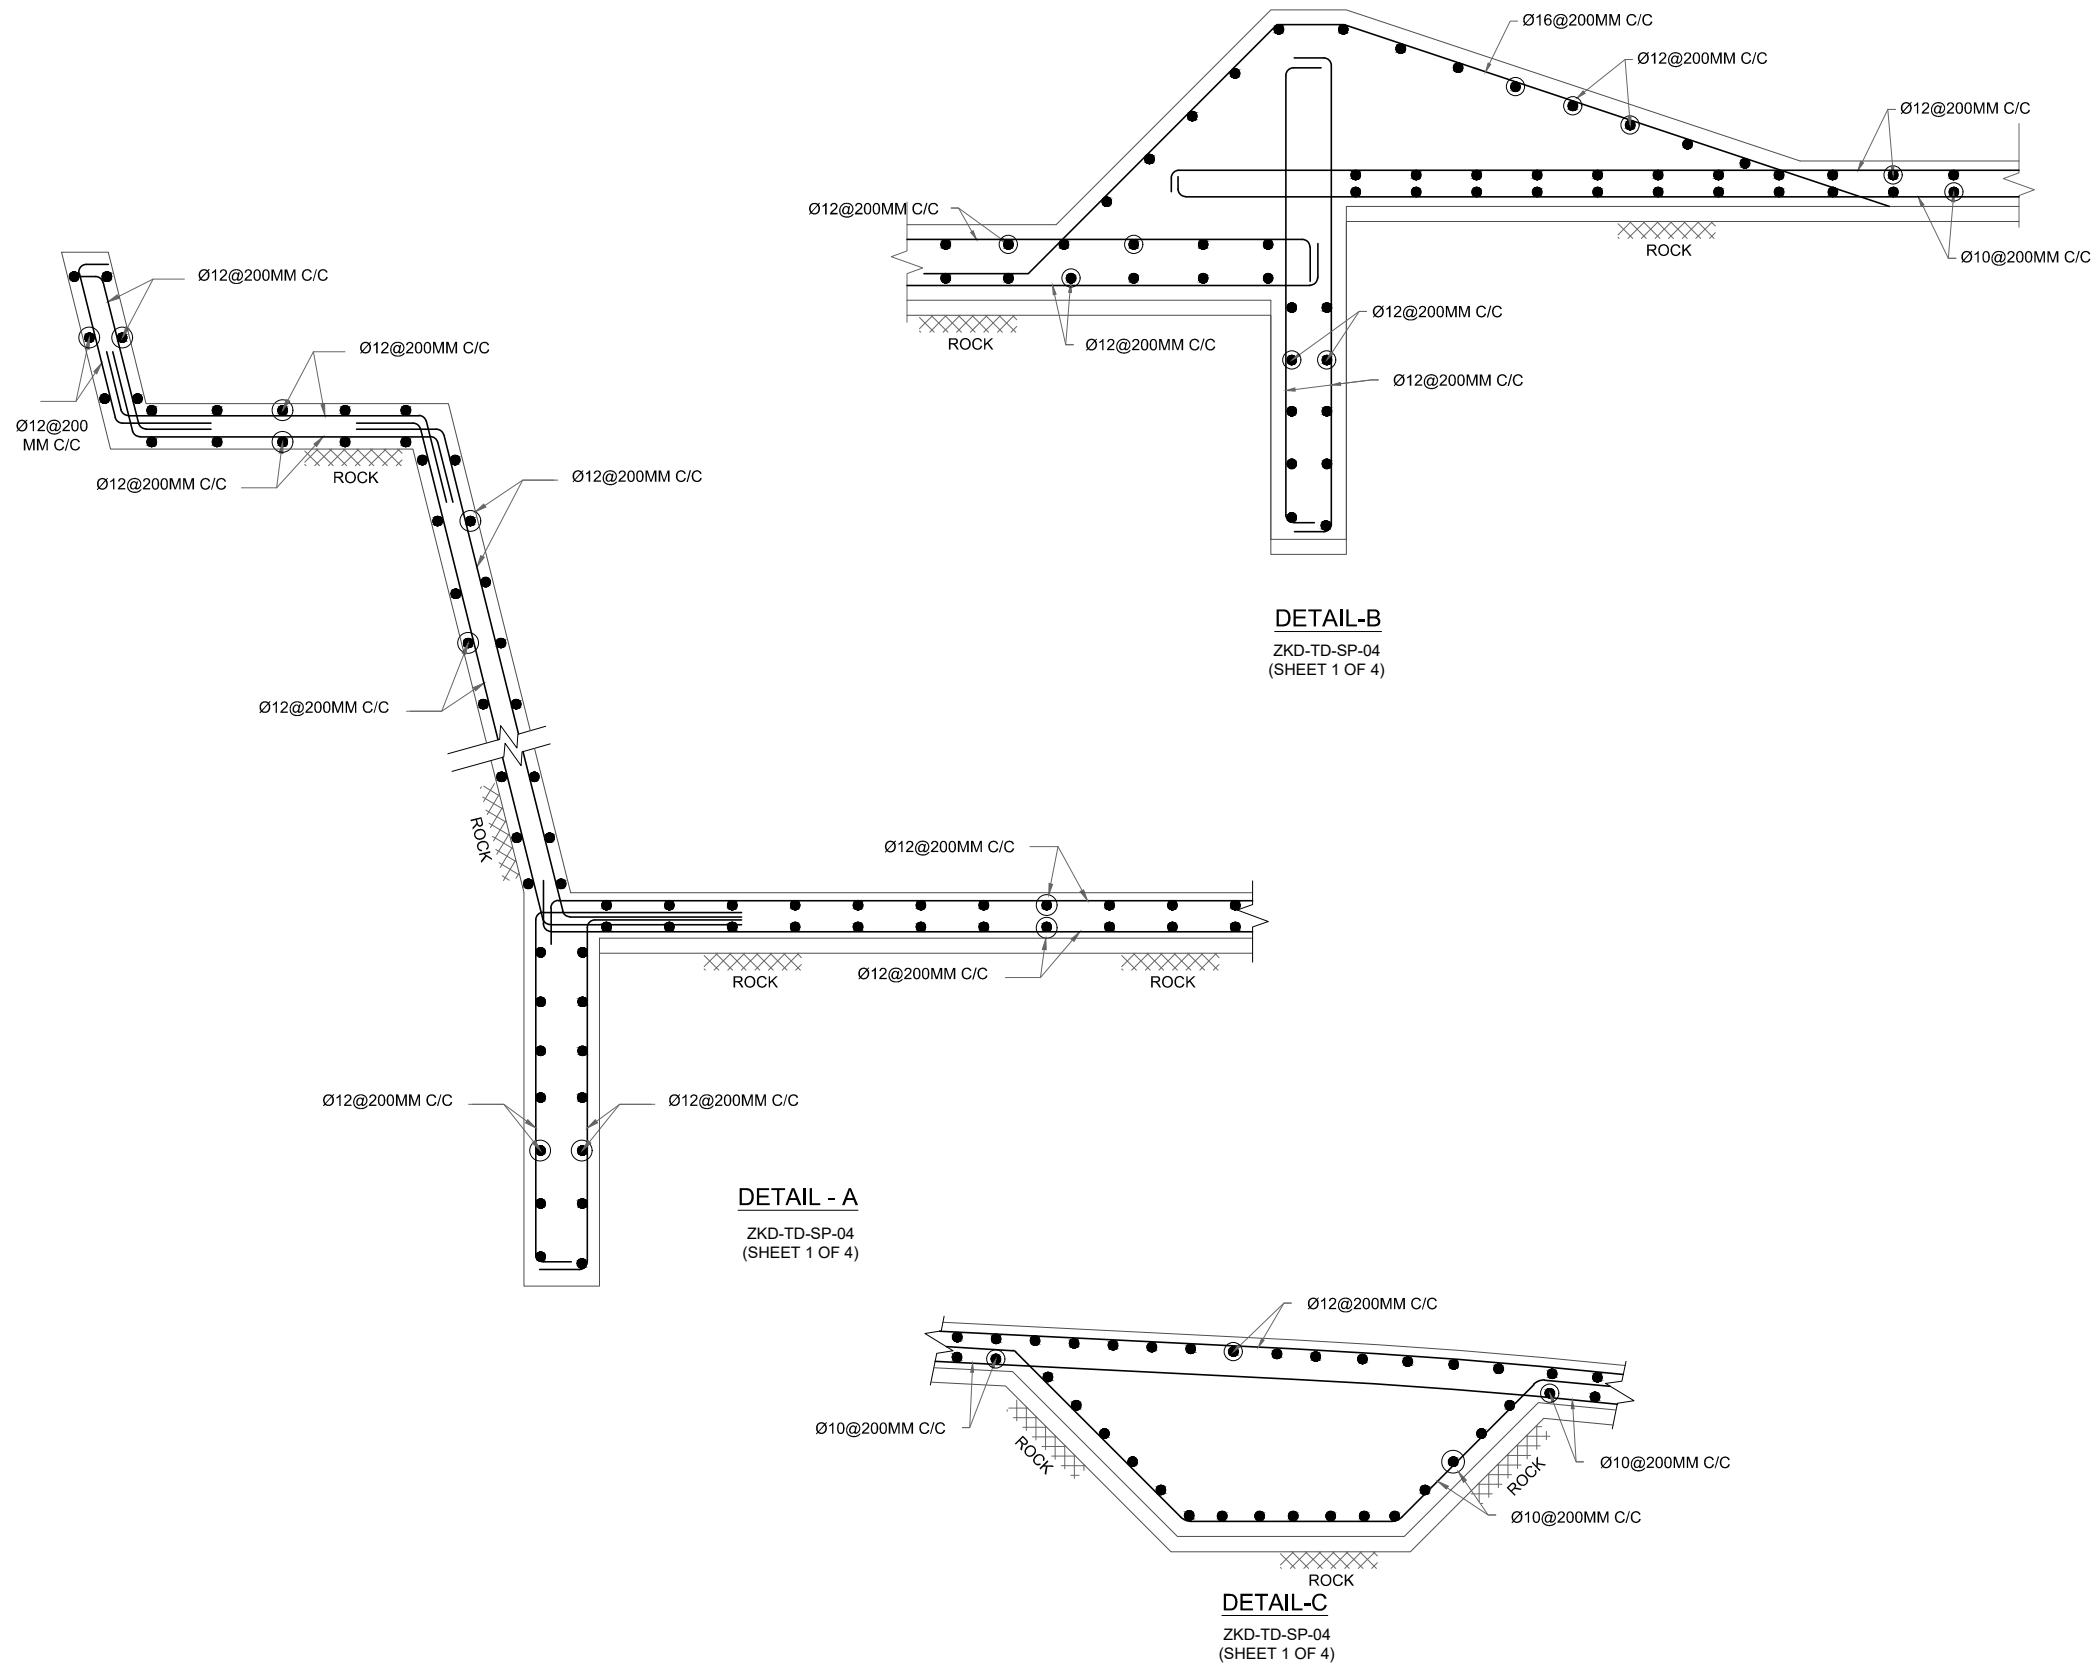 Ø16@200MM C/C
Ø12@200MM C/C
Ø12@200MM C/C
Ø12@200MM C/C
ROCK
Ø10@200MM C/C
Ø12@200MM C/C
ROCK
Ø12@200MM C/C
Ø12@200MM C/C
DETAIL-B
ZKD-TD-SP-04
(SHEET 1 OF 4)
Ø12@200MM C/C
Ø12@200MM C/C
Ø12@200
MM C/C
Ø12@200MM C/C
ROCK
Ø12@200MM C/C
Ø12@200MM C/C
ROCK
Ø12@200MM C/C
Ø12@200MM C/C
ROCK
ROCK
Ø12@200MM C/C
Ø12@200MM C/C
DETAIL - A
ZKD-TD-SP-04
(SHEET 1 OF 4)
Ø12@200MM C/C
Ø10@200MM C/C
ROCK
Ø10@200MM C/C
ROCK
Ø10@200MM C/C
ROCK
DETAIL-C
ZKD-TD-SP-04
(SHEET 1 OF 4)